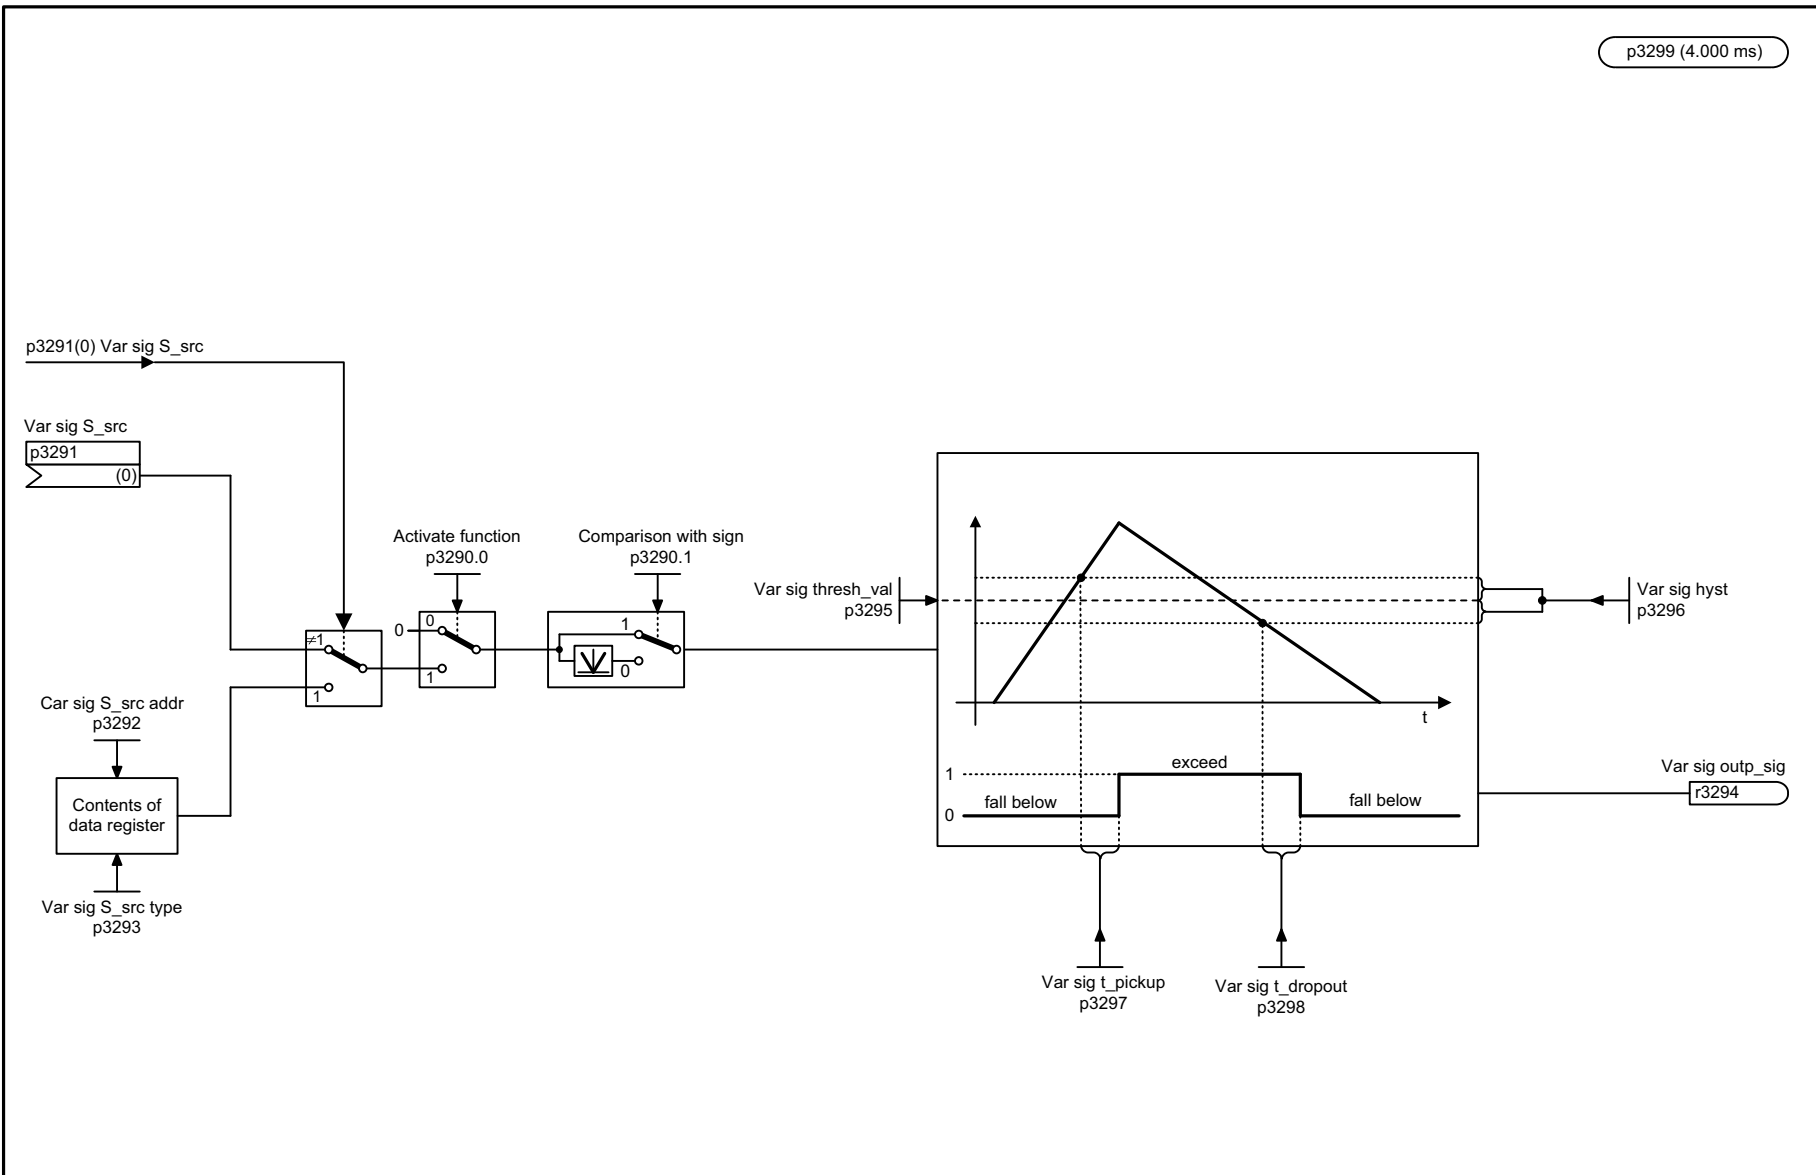 p3299 (4.000 ms)
p3291(0) Var sig S_src
Var sig S_src
p3291
(0)
≠1
1
Car sig S_src addr
p3292
Contents of
data register
Var sig S_src type
p3293
Activate function
p3290.0
0
0
1
Comparison with sign
p3290.1
1
0
Var sig thresh_val
p3295
Var sig hyst
p3296
t
1
exceed
fall below
fall below
0
Var sig outp_sig
r3294
Var sig t_pickup
p3297
Var sig t_dropout
p3298